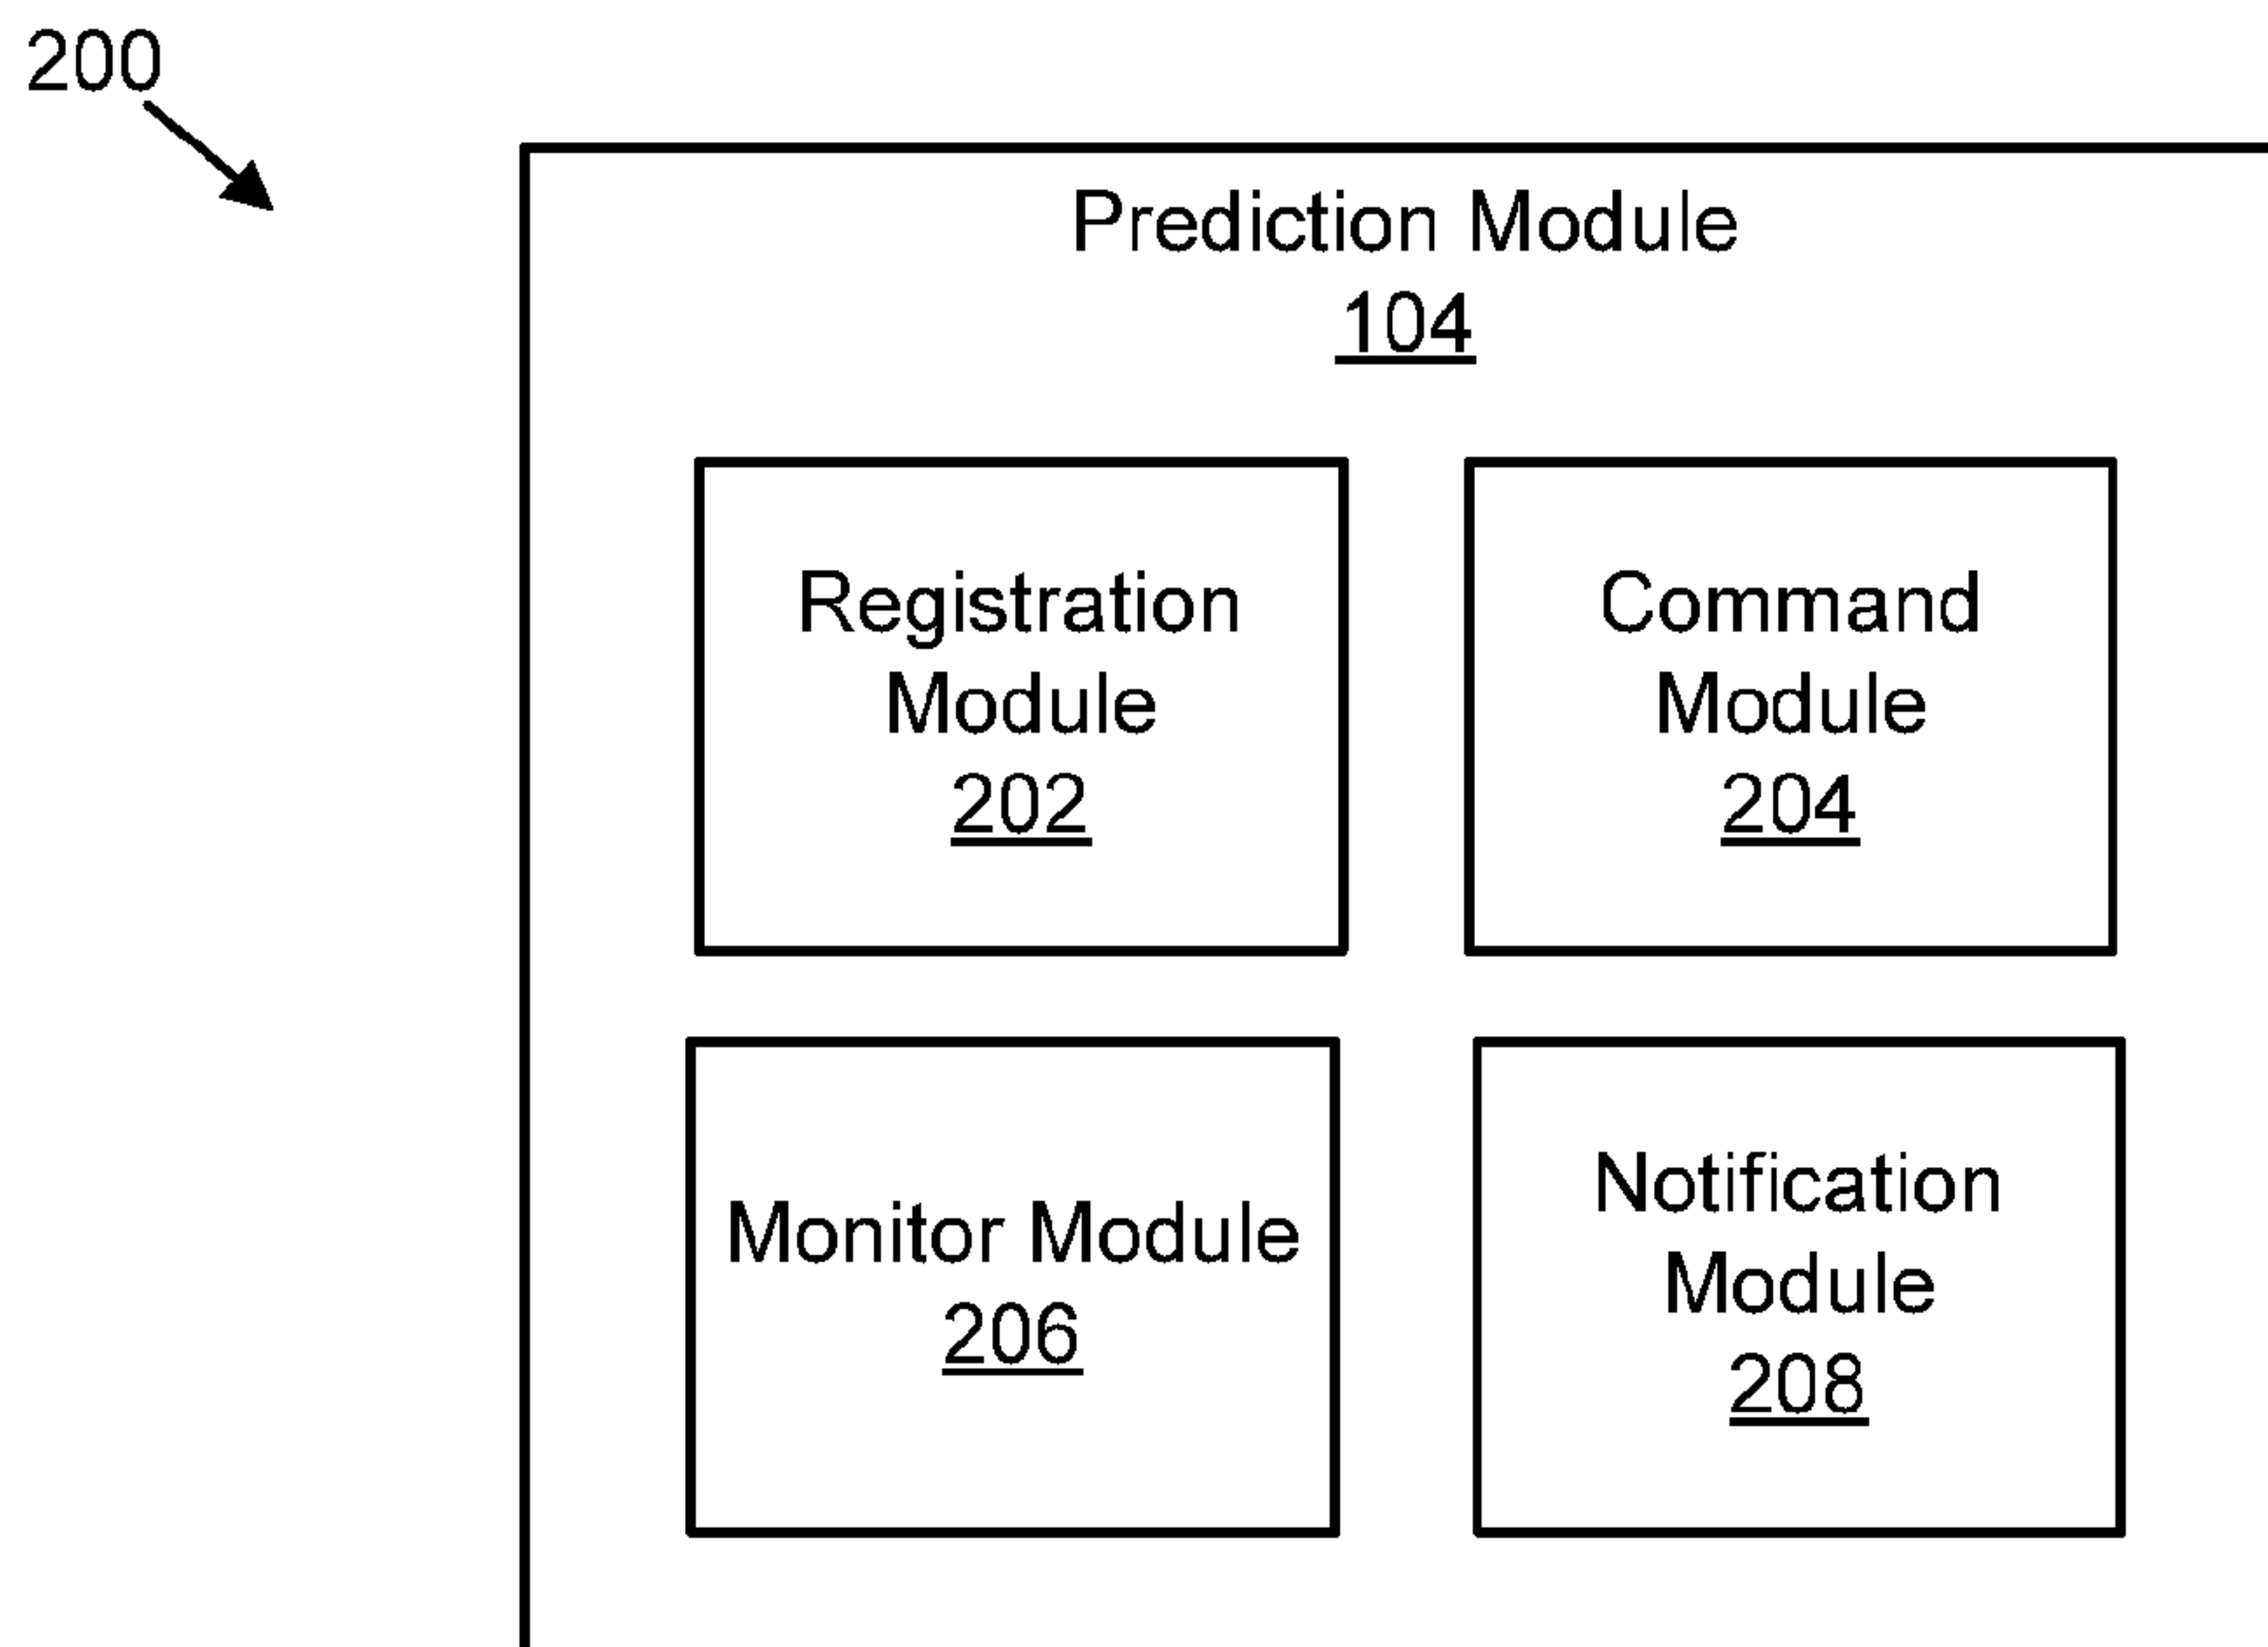 200
Prediction Module
104
Registration
Module
202
Command
Module
204
Monitor Module
206
Notification
Module
208